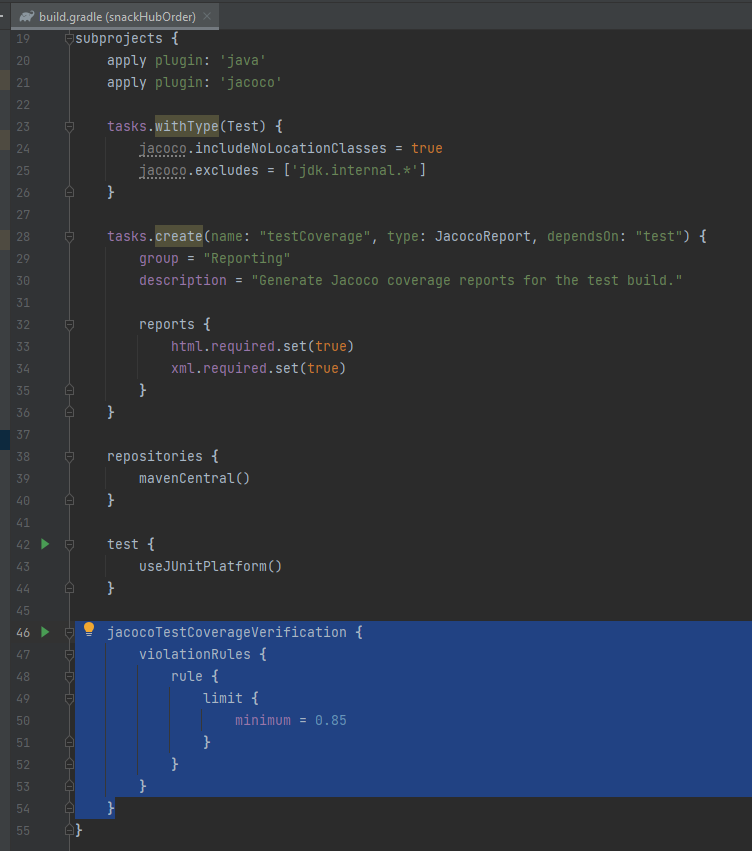 build.gradle (snackHubOrder)
19 subprojects {
20 apply plugin: 'java'
21 apply plugin: 'jacoco'
22
23 tasks.withType(Test) {
24 jacoco.includeNoLocationClasses = true
25 jacoco.excludes = ['jdk.internal.*']
26 }
27
28 tasks.create(name: "testCoverage", type: JacocoReport, dependsOn: "test") {
29 group = "Reporting"
30 description = "Generate Jacoco coverage reports for the test build."
31
32 reports {
33 html.required.set(true)
34 xml.required.set(true)
35 }
36 }
37
38 repositories {
39 mavenCentral()
40 }
41
42 test {
43 useJUnitPlatform()
44 }
45
46 jacocoTestCoverageVerification {
47 violationRules {
48 rule {
49 limit {
50 minimum = 0.85
51 }
52 }
53 }
54 }
55 }